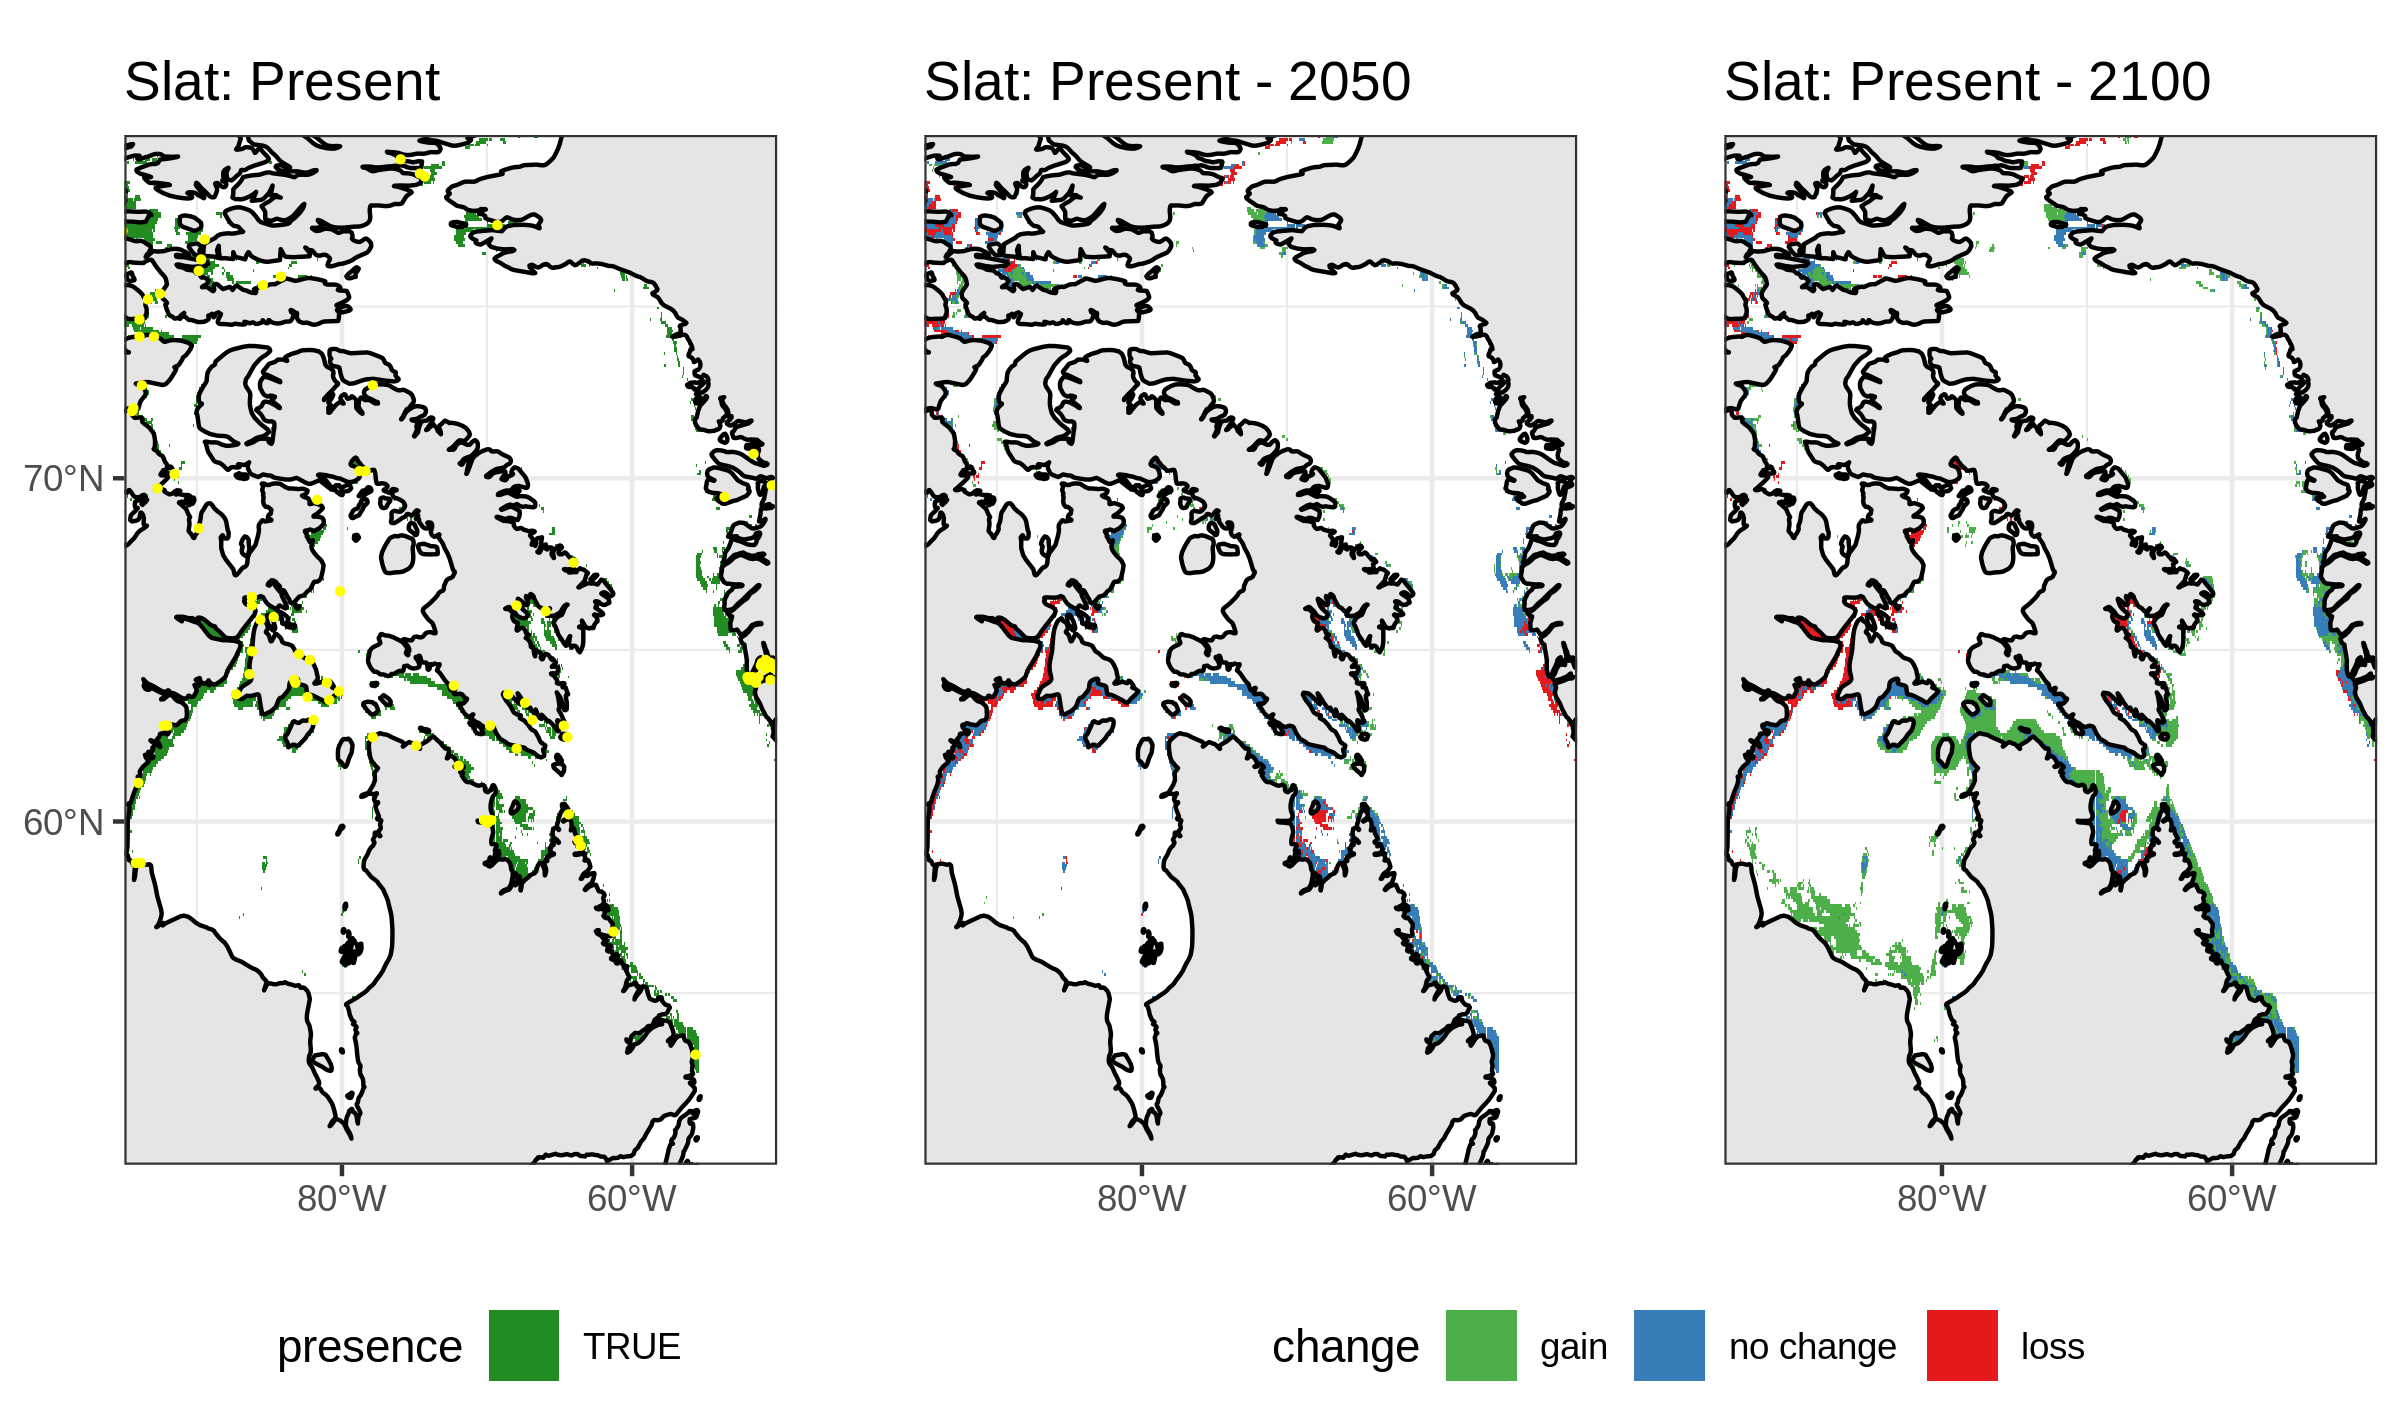 Slat: Present
Slat: Present - 2050
Slat: Present - 2100
70°N
60°N
80°W
60°W
80°W
60°W
80°W
60°W
presence
TRUE
change
gain
no change
loss